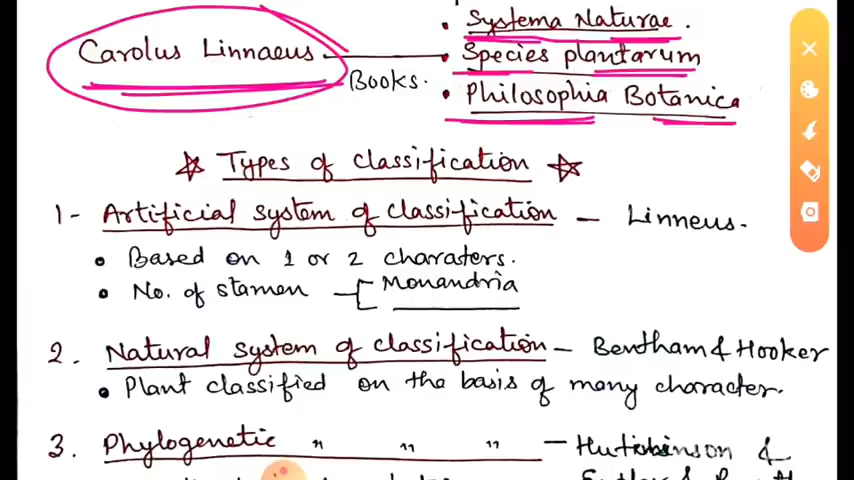 • Systema Naturae.
Carolus Linnaeus • Species plantarum
Books. • Philosophia Botanica
☆ Types of classification ☆
1- Artificial system of classification - Linneus.
• Based on 1 or 2 charaters.
• No. of stamen - Monandria
2. Natural system of classification - Bentham & Hooker
• Plant classified on the basis of many character.
3. Phylogenetic " " " - &